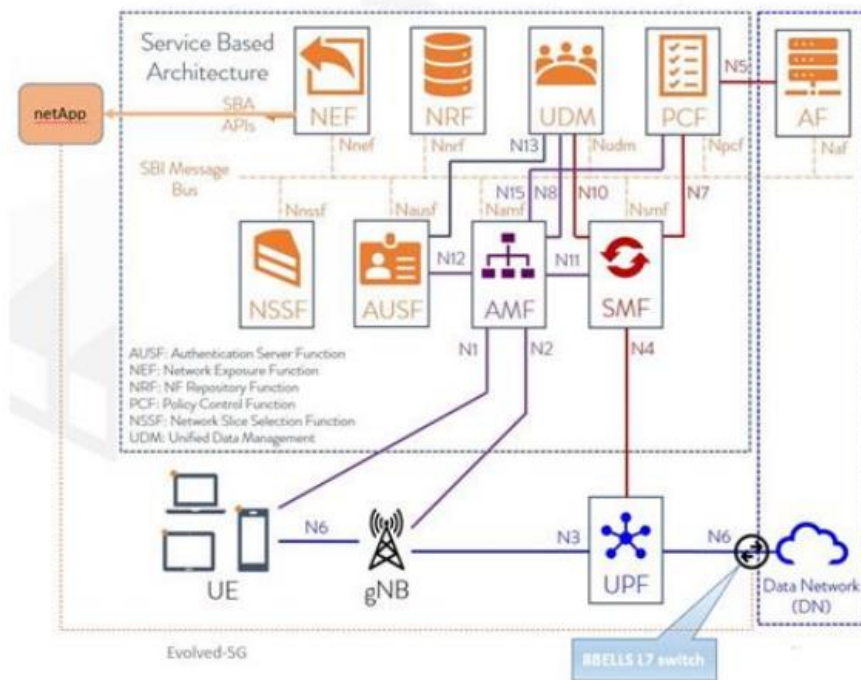 Service Based
Architecture
netApp
SBA
APIs
NEF
NRF
UDM
PCF
N5
AF
Nnef
Nnrf
N13
Nudm
Npcf
Naf
SBI Message
Bus
Nnssf
Nausf
N15
Namf
N8
N10
Nsmf
N7
NSSF
AUSF
N12
AMF
N11
SMF
N1
N2
N4
AUSF: Authentication Server Function
NEF: Network Exposure Function
NRF: NF Repository Function
PCF: Policy Control Function
NSSF: Network Slice Selection Function
UDM: Unified Data Management
UE
N6
gNB
N3
UPF
N6
Data Network
(DN)
Evolved-5G
8BELLS L7 switch